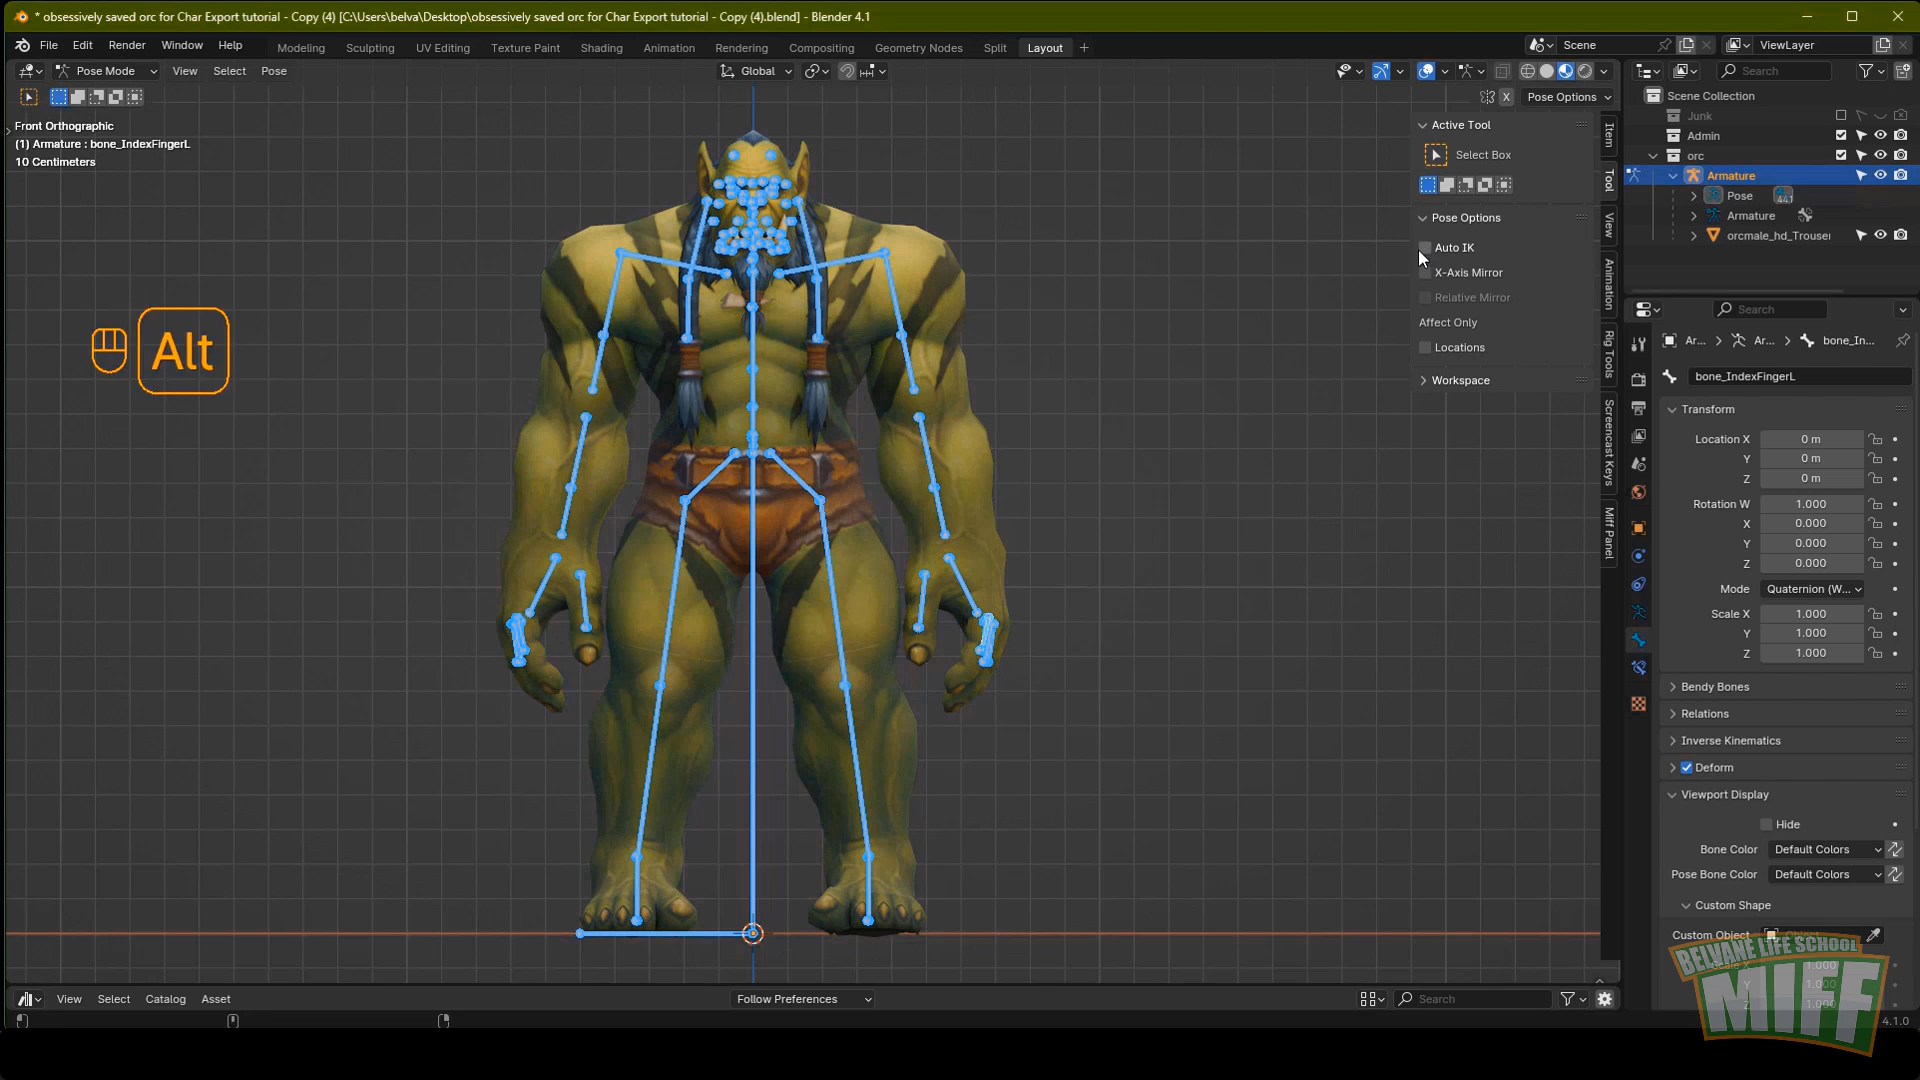 * obsessively saved orc for Char Export tutorial - Copy (4) [C:\Users\belva\Desktop\obsessively saved orc for Char Export tutorial - Copy (4).blend] - Blender 4.1
File Edit Render Window Help Modeling Sculpting UV Editing Texture Paint Shading Animation Rendering Compositing Geometry Nodes Split Layout
Scene
ViewLayer
Pose Mode View Select Pose
Global
Search
X Pose Options
Front Orthographic
(1) Armature : bone_IndexFingerL
10 Centimeters
Alt
Active Tool
Select Box
Pose Options
Auto IK
X-Axis Mirror
Relative Mirror
Affect Only
Locations
Workspace
Item
Tool
View
Animation
Rig Tools
Screencast Keys
Miff Panel
Scene Collection
Junk
Admin
orc
Armature
Pose
441
Armature
orcmale_hd_Trouser
Search
Ar...
Ar...
bone_In...
bone_IndexFingerL
Transform
Location X 0 m
Y 0 m
Z 0 m
Rotation W 1.000
X 0.000
Y 0.000
Z 0.000
Mode Quaternion (W...
Scale X 1.000
Y 1.000
Z 1.000
Bendy Bones
Relations
Inverse Kinematics
Deform
Viewport Display
Hide
Bone Color Default Colors
Pose Bone Color Default Colors
Custom Shape
Custom Object
BELVANE LIFE SCHOOL
MIFF
View Select Catalog Asset
Follow Preferences
Search
4.1.0